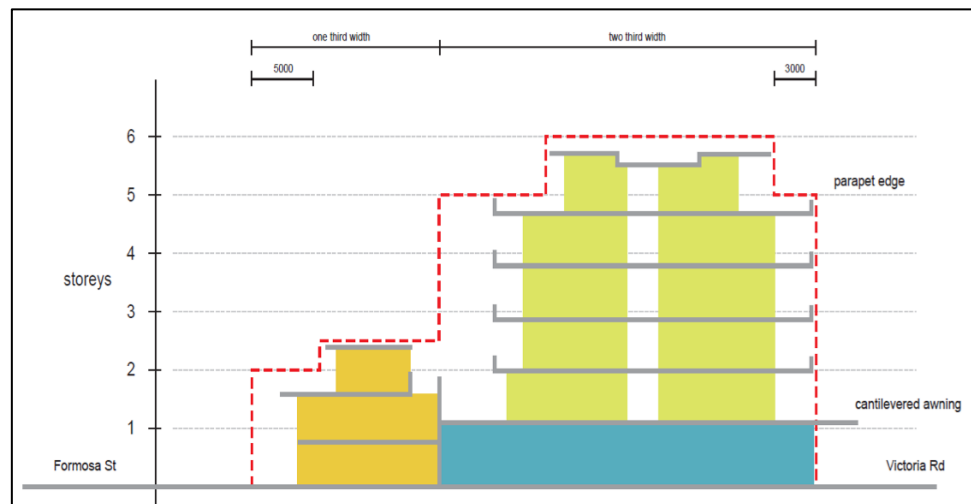 one third width
two third width
5000
3000
6
5
parapet edge
4
storeys
3
2
cantilevered awning
1
Formosa St
Victoria Rd